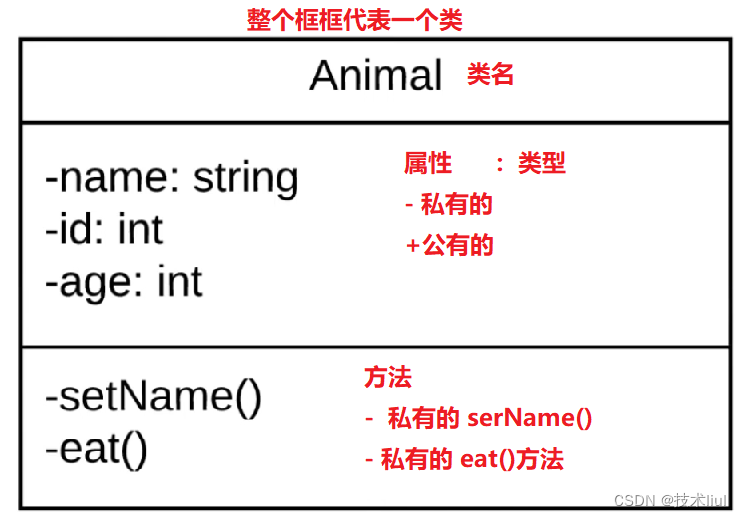 整个框框代表一个类
Animal 类名
-name: string
-id: int
-age: int
属性 : 类型
- 私有的
+公有的
-setName()
-eat()
方法
- 私有的 serName()
- 私有的 eat()方法
CSDN @技术liul